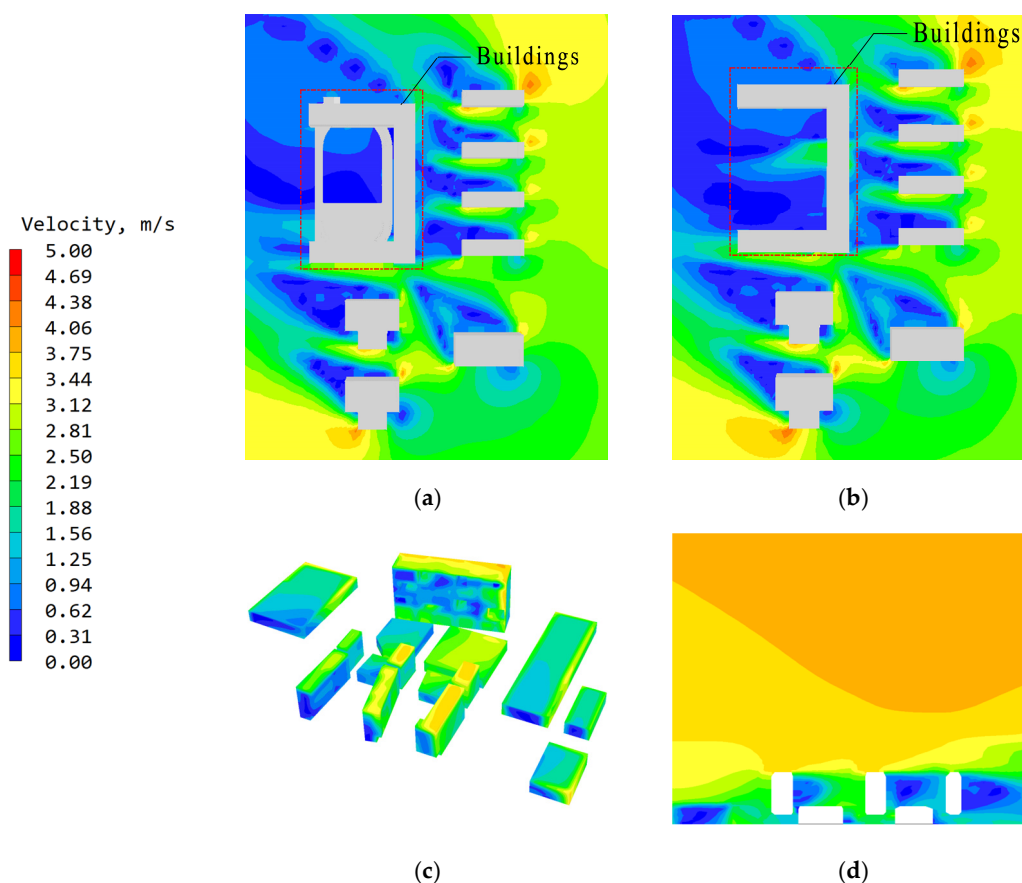 Buildings
Buildings
Velocity, m/s
5.00
4.69
4.38
4.06
3.75
3.44
3.12
2.81
2.50
2.19
1.88
1.56
1.25
0.94
0.62
0.31
0.00
(a)
(b)
(c)
(d)